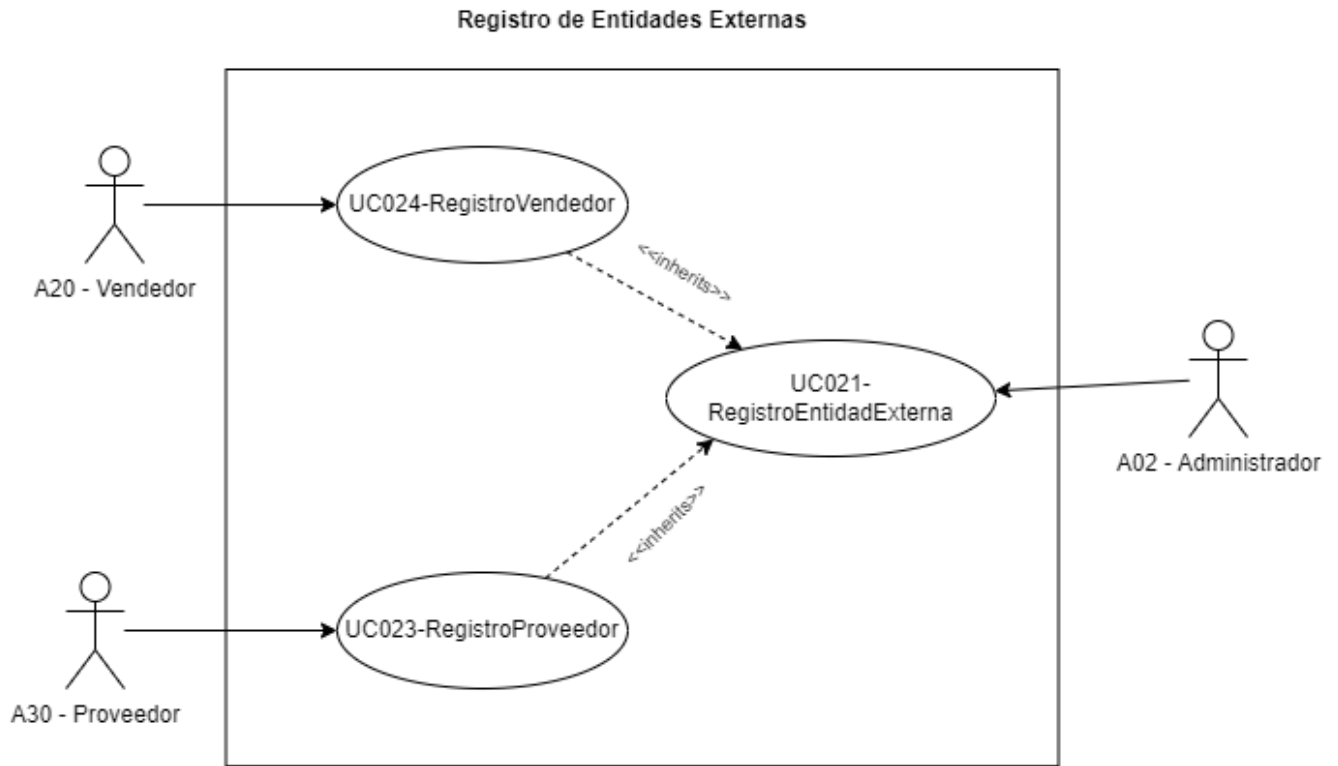 Registro de Entidades Externas
UC024-RegistroVendedor
A20 - Vendedor
<<inherits>>
UC021-
RegistroEntidadExterna
A02 - Administrador
<<inherits>>
UC023-RegistroProveedor
A30 - Proveedor